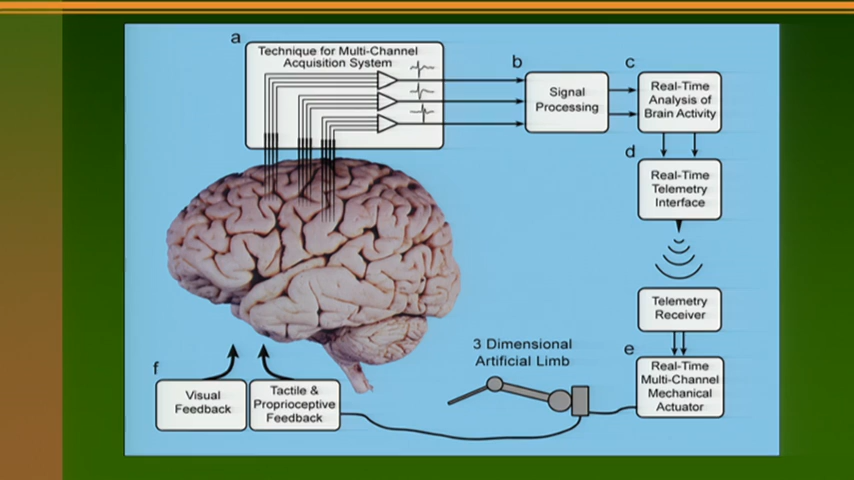 a
Technique for Multi-Channel
Acquisition System
b
Signal
Processing
c
Real-Time
Analysis of
Brain Activity
d
Real-Time
Telemetry
Interface
Telemetry
Receiver
e
Real-Time
Multi-Channel
Mechanical
Actuator
3 Dimensional
Artificial Limb
f
Visual
Feedback
Tactile &
Proprioceptive
Feedback